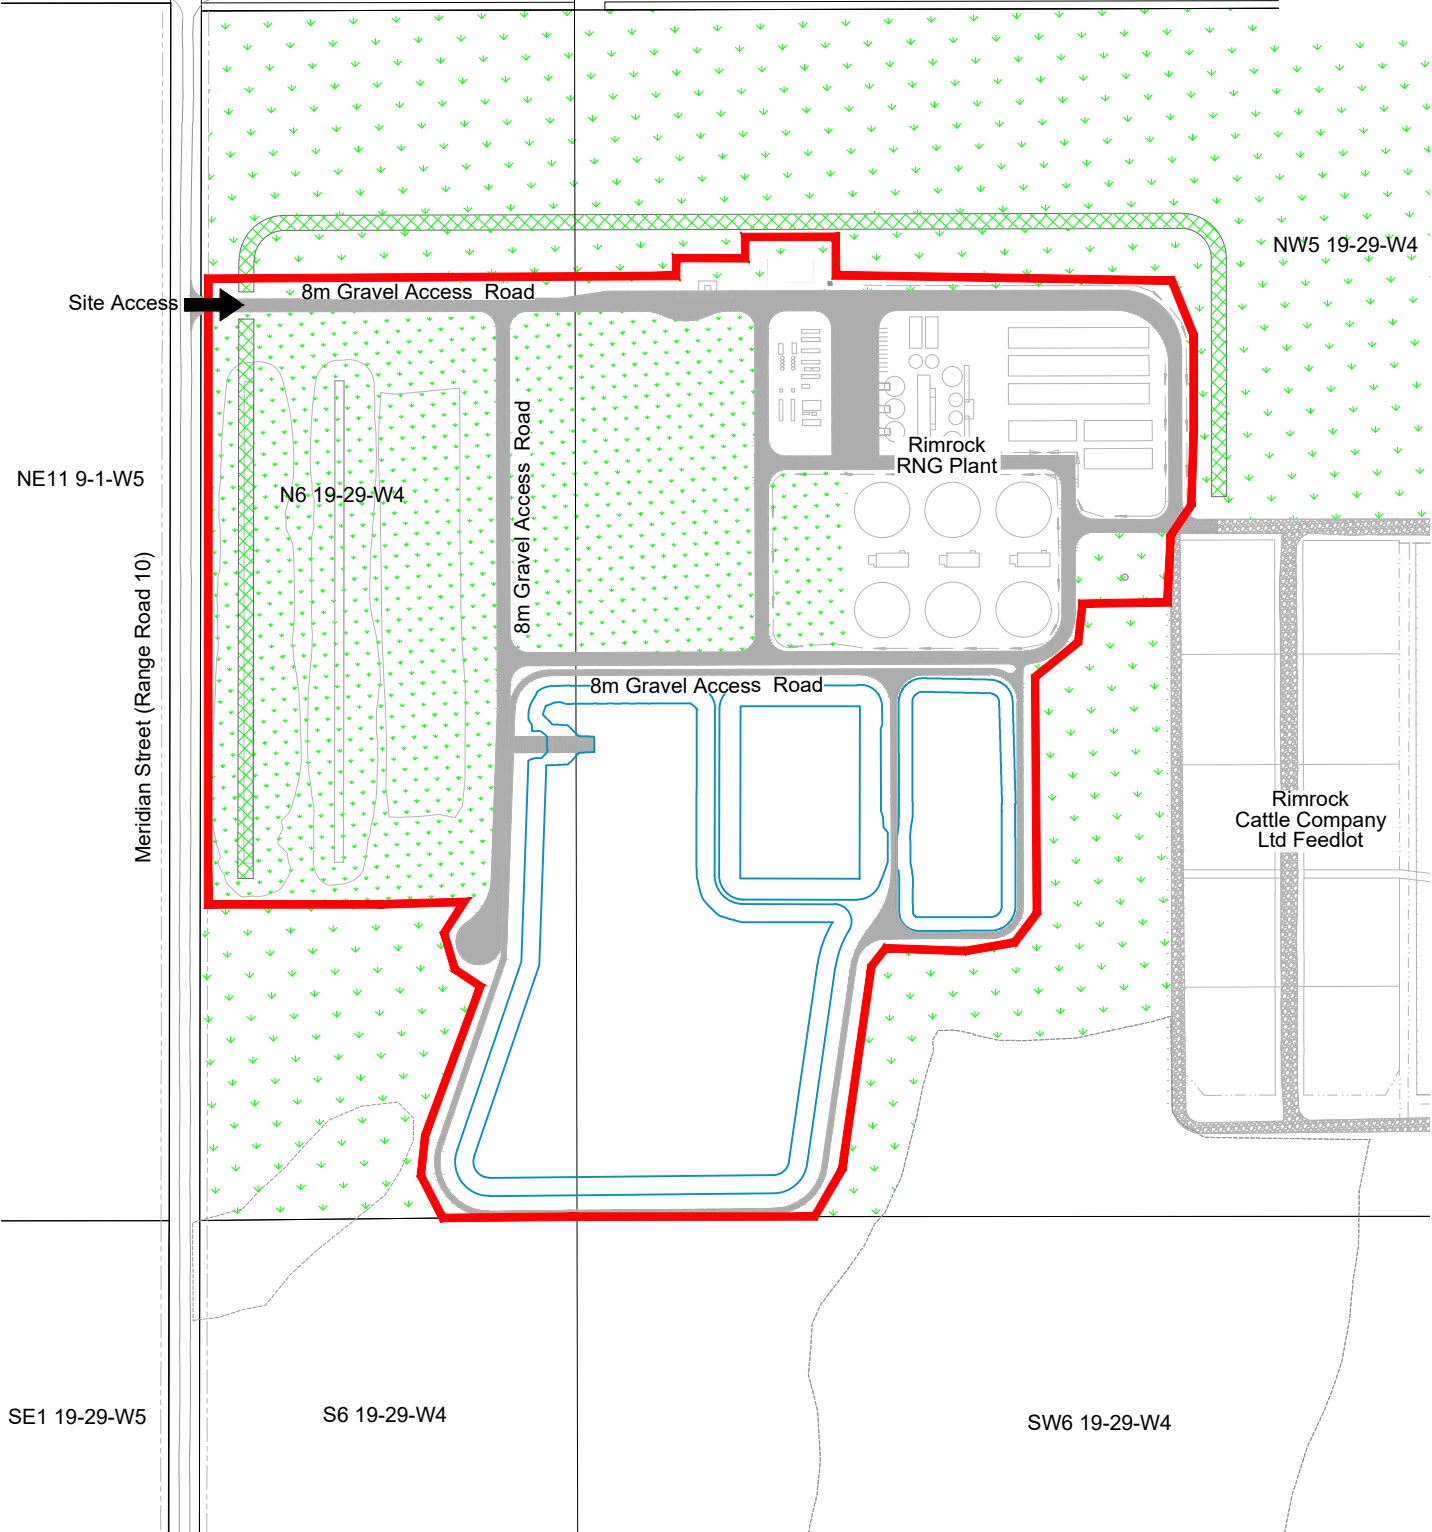 NW5 19-29-W4
8m Gravel Access Road
Site Access
Rimrock
RNG Plant
NE11 9-1-W5
N6 19-29-W4
8m Gravel Access Road
Meridian Street (Range Road 10)
8m Gravel Access Road
Rimrock
Cattle Company
Ltd Feedlot
SE1 19-29-W5
S6 19-29-W4
SW6 19-29-W4